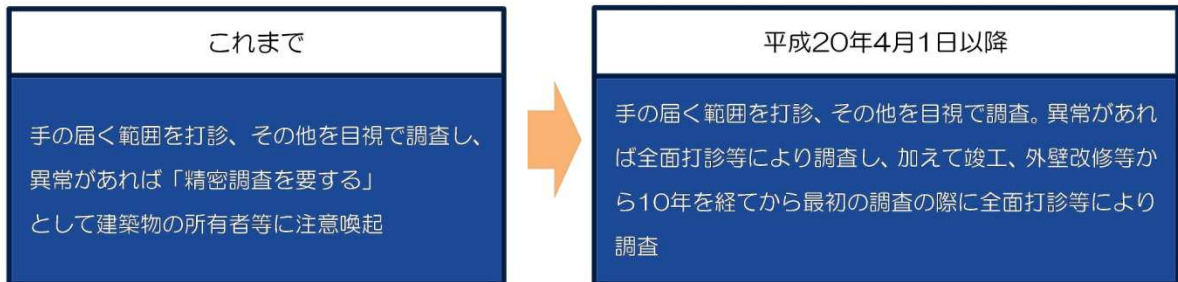 これまで
手の届く範囲を打診、その他を目視で調査し、
異常があれば「精密調査を要する」
として建築物の所有者等に注意喚起
平成20年4月1日以降
手の届く範囲を打診、その他を目視で調査。異常があれ
ば全面打診等により調査し、加えて竣工、外壁改修等か
ら10年を経てから最初の調査の際に全面打診等により
調査